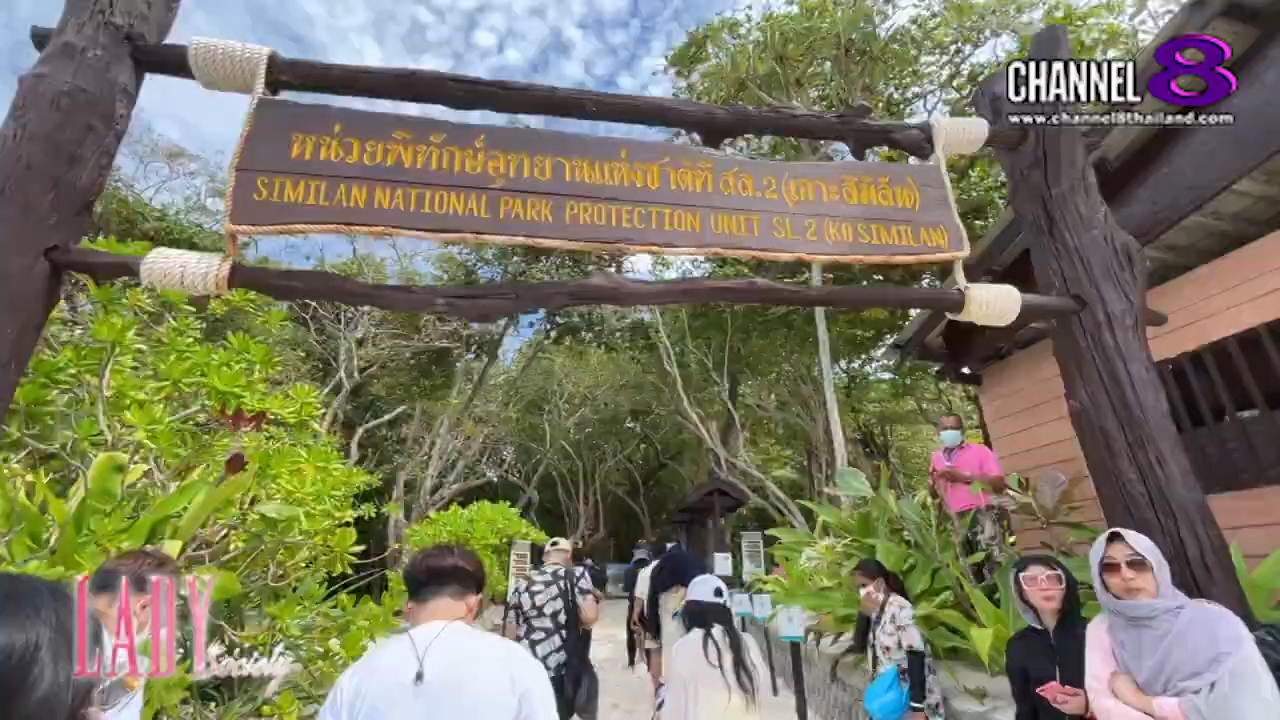 CHANNEL 8
www.channel8thailand.com
หน่วยพิทักษ์อุทยานแห่งชาติที่ สล.2 (เกาะสิมิลัน)
SIMILAN NATIONAL PARK PROTECTION UNIT SL. 2 (KO SIMILAN)
LADY
Society